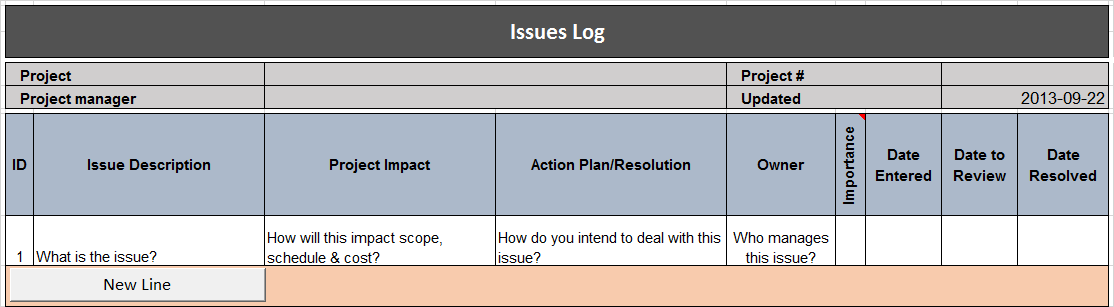 Issues Log
Project Project #
Project manager Updated 2013-09-22
ID Issue Description Project Impact Action Plan/Resolution Owner Importance Date Entered Date to Review Date Resolved
1 What is the issue? How will this impact scope, schedule & cost? How do you intend to deal with this issue? Who manages this issue?
New Line